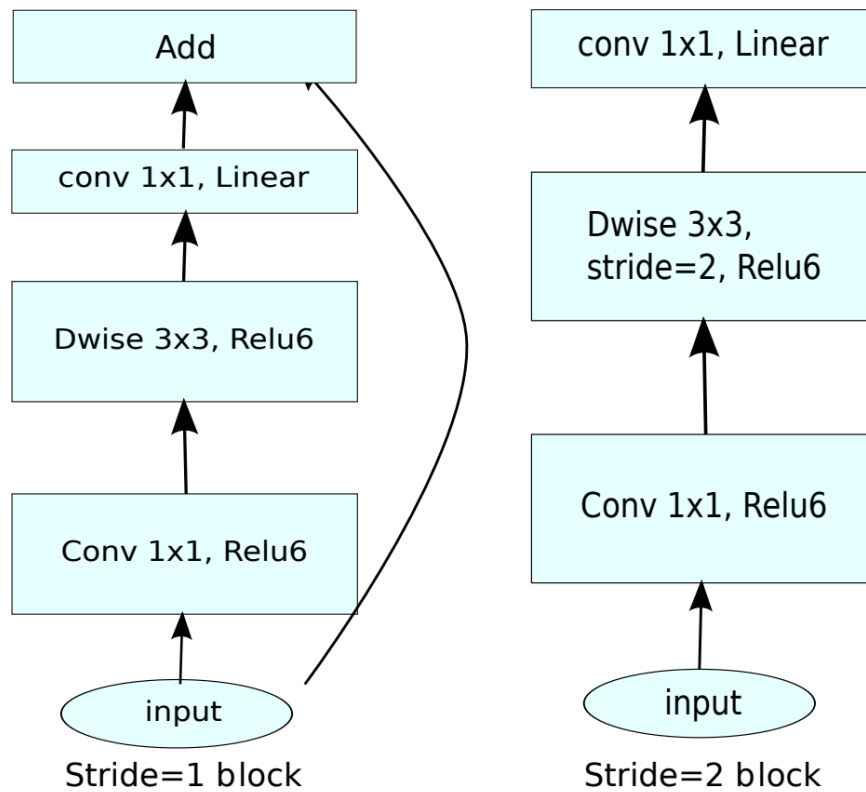 Add
conv 1x1, Linear
Dwise 3x3, Relu6
Conv 1x1, Relu6
input
Stride=1 block
conv 1x1, Linear
Dwise 3x3,
stride=2, Relu6
Conv 1x1, Relu6
input
Stride=2 block